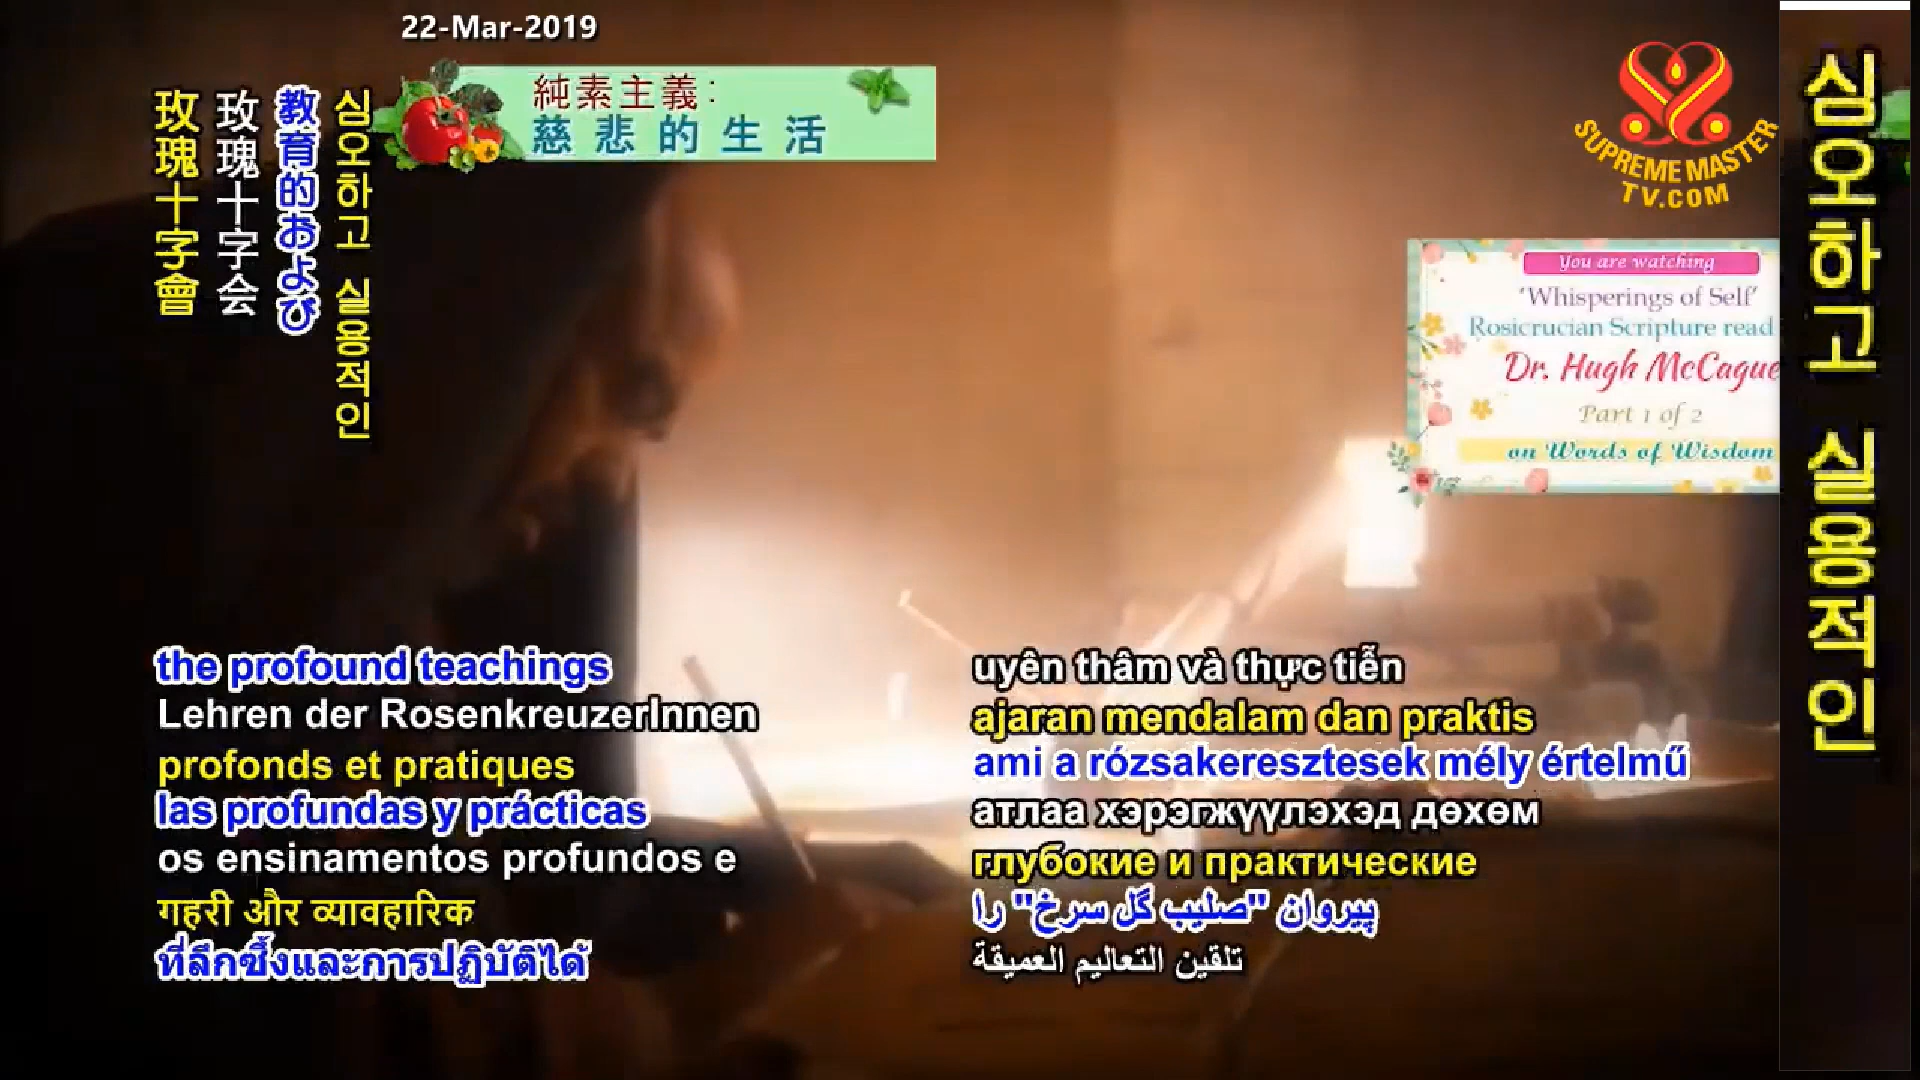 22-Mar-2019
純素主義:
慈悲的生活
SUPREME MASTER
TV.COM
심오하고 실용적인
教育的および
玫瑰十字会
玫瑰十字會
심오하고 실용적인
You are watching
'Whisperings of Self'
Rosicrucian Scripture read
Dr. Hugh McCague
Part 1 of 2
on Words of Wisdom
the profound teachings
Lehren der RosenkreuzerInnen
profonds et pratiques
las profundas y prácticas
os ensinamentos profundos e
गहरी और व्यावहारिक
ที่ลึกซึ้งและการปฏิบัติได้
uyên thâm và thực tiễn
ajaran mendalam dan praktis
ami a rózsakeresztesek mély értelmű
атлаа хэрэгжүүлэхэд дөхөм
глубокие и практические
پیروان "صلیب گل سرخ" را
تلقين التعاليم العميقة